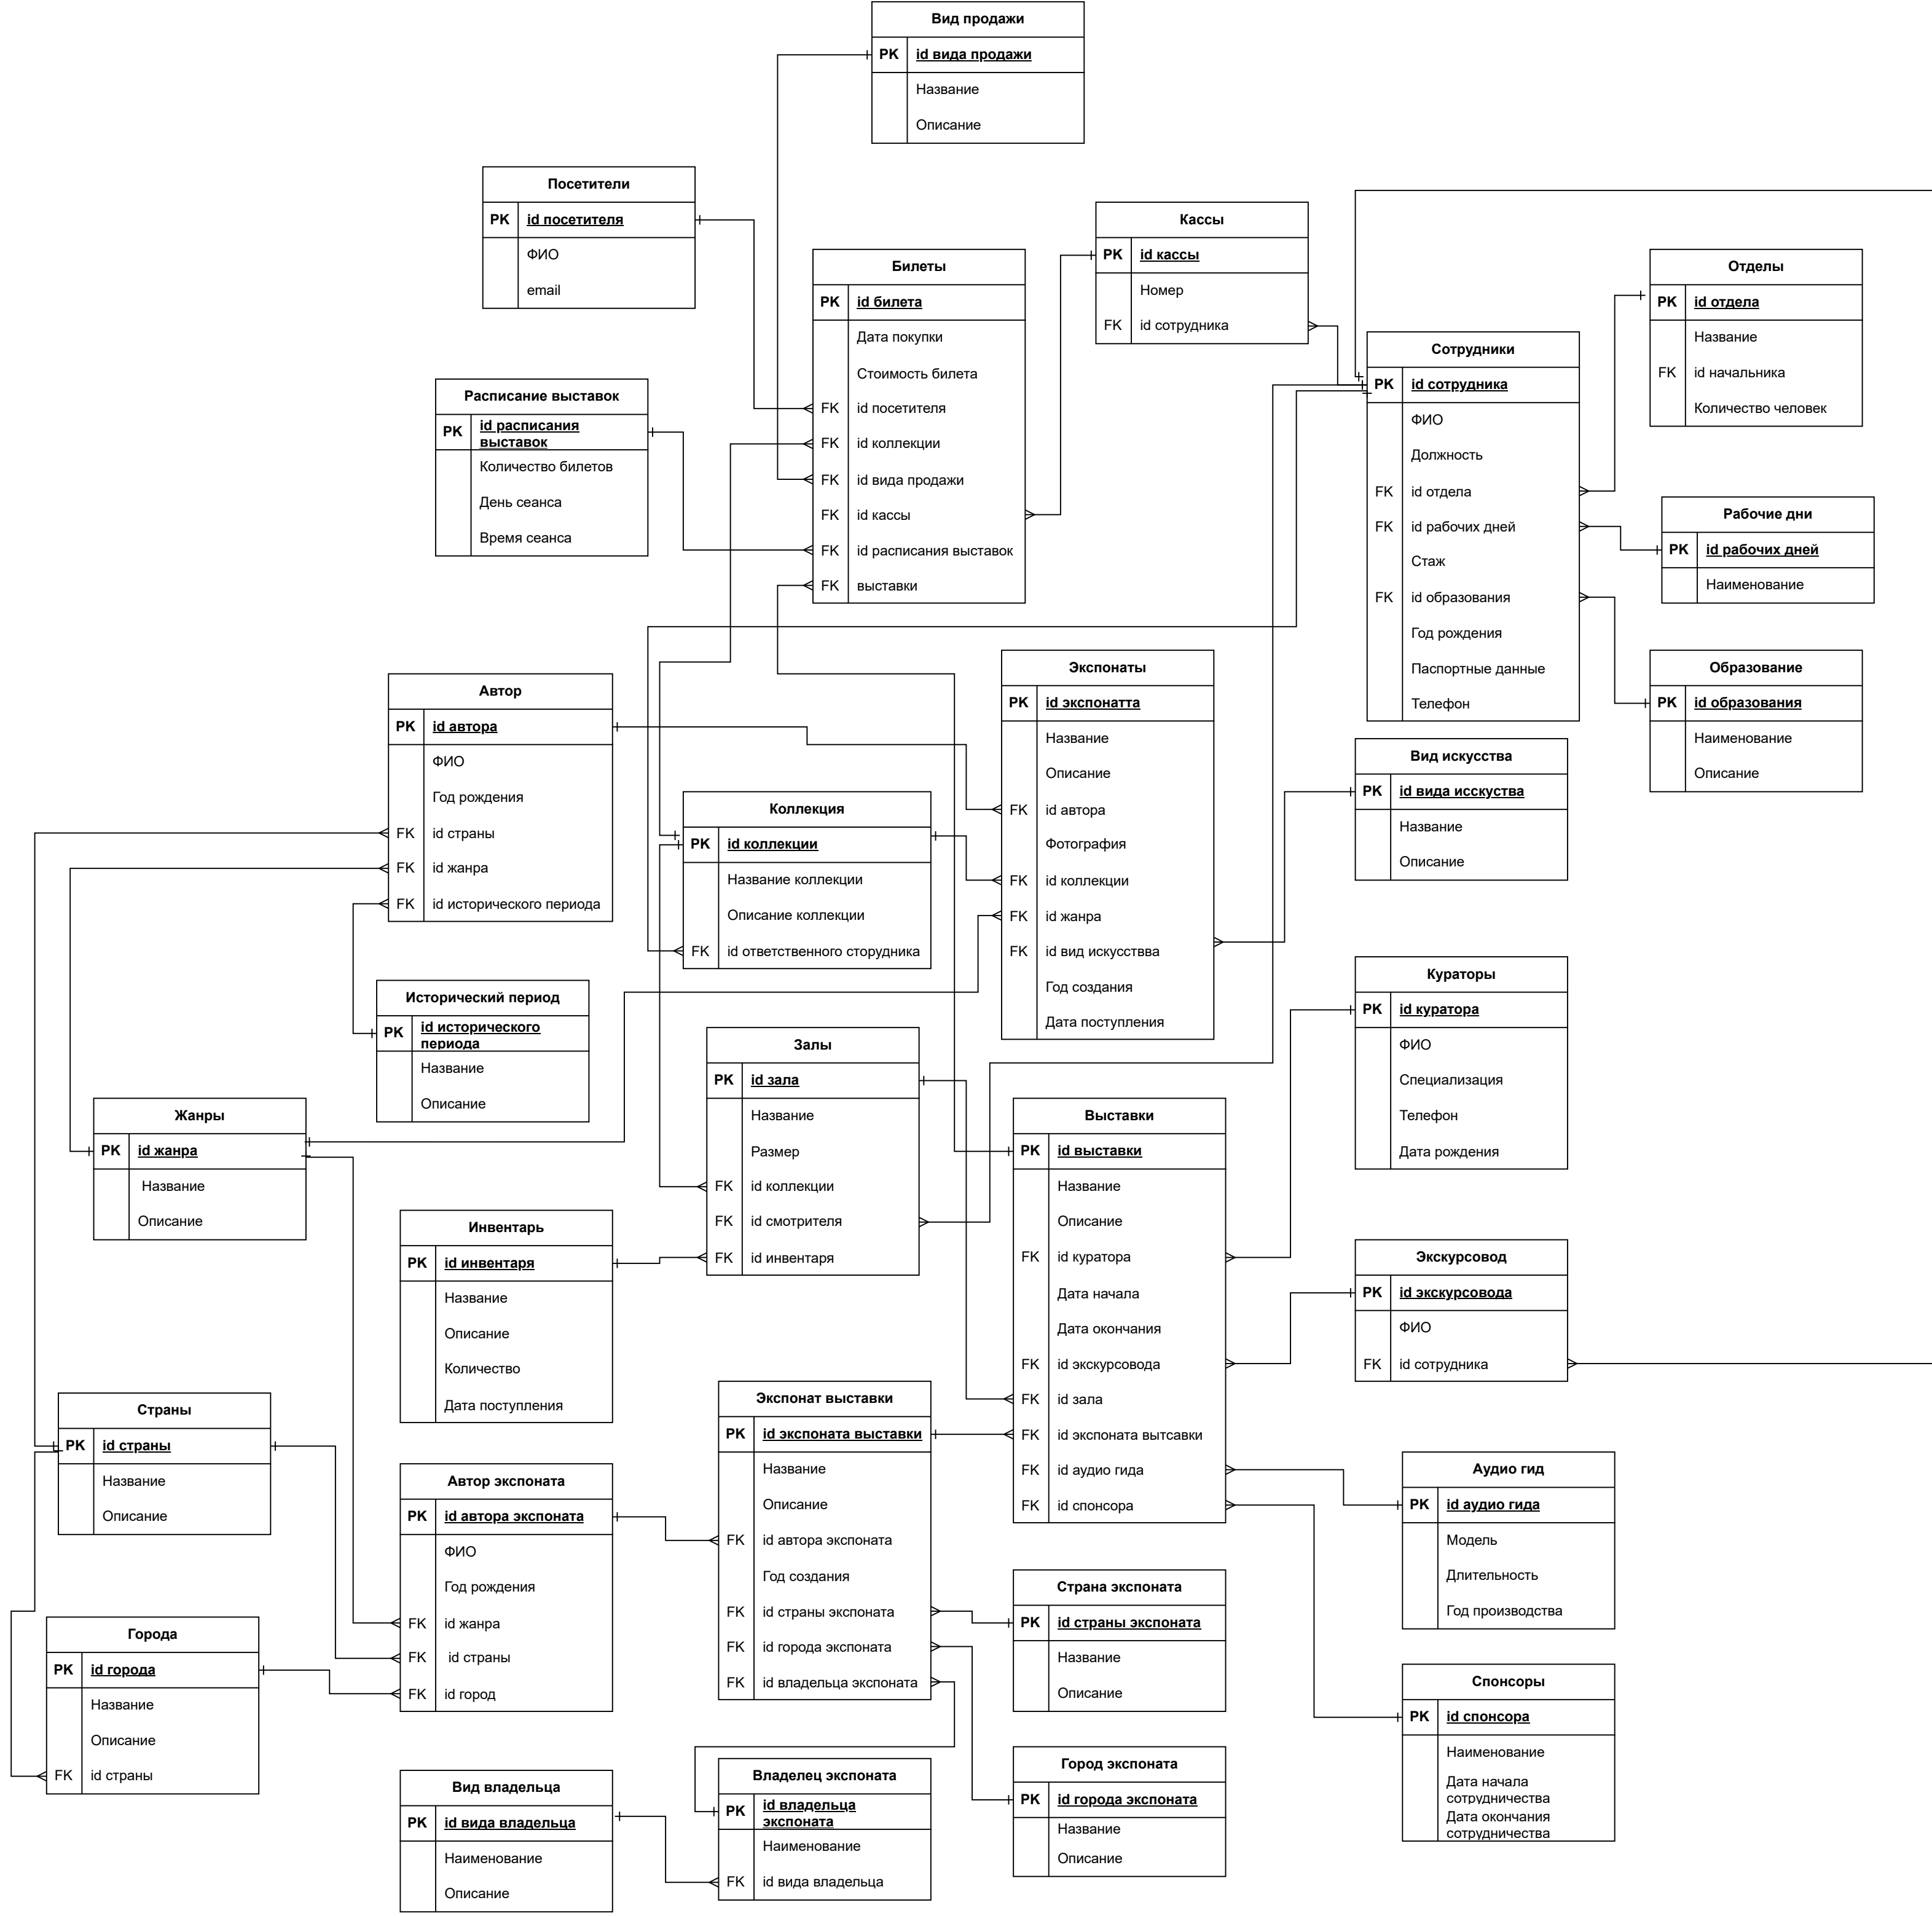 Вид продажи
PK id вида продажи
Название
Описание
Посетители
PK id посетителя
ФИО
email
Кассы
PK id кассы
Номер
FK id сотрудника
Билеты
PK id билета
Дата покупки
Стоимость билета
FK id посетителя
FK id коллекции
FK id вида продажи
FK id кассы
FK id расписания выставок
FK выставки
Отделы
PK id отдела
Название
FK id начальника
Количество человек
Сотрудники
PK id сотрудника
ФИО
Должность
FK id отдела
FK id рабочих дней
Стаж
FK id образования
Год рождения
Паспортные данные
Телефон
Расписание выставок
PK id расписания
выставок
Количество билетов
День сеанса
Время сеанса
Рабочие дни
PK id рабочих дней
Наименование
Образование
PK id образования
Наименование
Описание
Экспонаты
PK id экспонатта
Название
Описание
FK id автора
Фотография
FK id коллекции
FK id жанра
FK id вид искусствва
Год создания
Дата поступления
Автор
PK id автора
ФИО
Год рождения
FK id страны
FK id жанра
FK id исторического периода
Вид искусства
PK id вида исскуства
Название
Описание
Коллекция
PK id коллекции
Название коллекции
Описание коллекции
FK id ответственного сторудника
Кураторы
PK id куратора
ФИО
Специализация
Телефон
Дата рождения
Исторический период
PK id исторического
периода
Название
Описание
Залы
PK id зала
Название
Размер
FK id коллекции
FK id смотрителя
FK id инвентаря
Жанры
PK id жанра
Название
Описание
Выставки
PK id выставки
Название
Описание
FK id куратора
Дата начала
Дата окончания
FK id экскурсовода
FK id зала
FK id экспоната вытсавки
FK id аудио гида
FK id спонсора
Инвентарь
PK id инвентаря
Название
Описание
Количество
Дата поступления
Экскурсовод
PK id экскурсовода
ФИО
FK id сотрудника
Экспонат выставки
PK id экспоната выставки
Название
Описание
FK id автора экспоната
Год создания
FK id страны экспоната
FK id города экспоната
FK id владельца экспоната
Страны
PK id страны
Название
Описание
Аудио гид
PK id аудио гида
Модель
Длительность
Год производства
Автор экспоната
PK id автора экспоната
ФИО
Год рождения
FK id жанра
FK id страны
FK id город
Страна экспоната
PK id страны экспоната
Название
Описание
Города
PK id города
Название
Описание
FK id страны
Спонсоры
PK id спонсора
Наименование
Дата начала
сотрудничества
Дата окончания
сотрудничества
Город экспоната
PK id города экспоната
Название
Описание
Владелец экспоната
PK id владельца
экспоната
Наименование
FK id вида владельца
Вид владельца
PK id вида владельца
Наименование
Описание